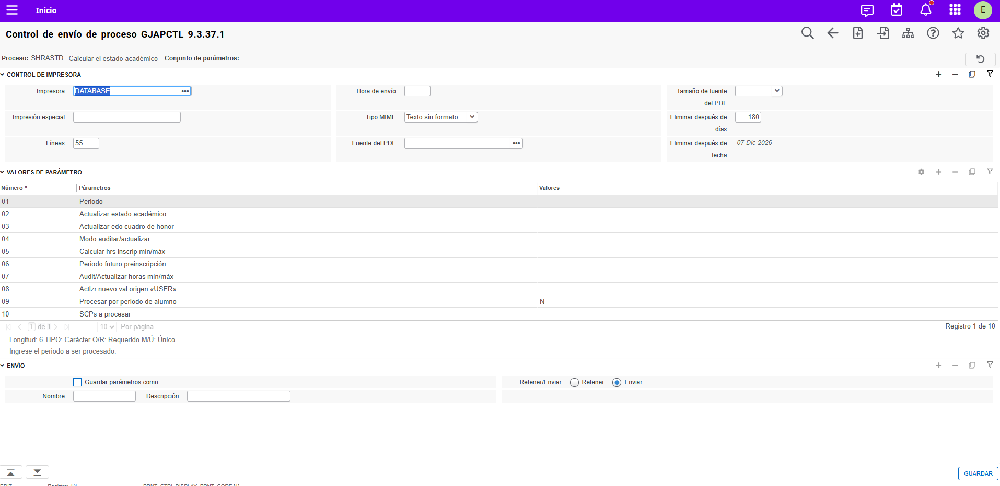 Inicio
E
Control de envío de proceso GJAPCTL 9.3.37.1
Proceso: SHRASTD Calcular el estado académico Conjunto de parámetros:
CONTROL DE IMPRESORA
Impresora DATABASE
Hora de envío
Tamaño de fuente del PDF
Impresión especial
Tipo MIME Texto sin formato
Eliminar después de días 180
Líneas 55
Fuente del PDF
Eliminar después de fecha 07-Dic-2026
VALORES DE PARÁMETRO
Número * Párametros Valores
01 Periodo
02 Actualizar estado académico
03 Actualizar edo cuadro de honor
04 Modo auditar/actualizar
05 Calcular hrs inscrip mín/máx
06 Periodo futuro preinscripción
07 Audit/Actualizar horas mín/máx
08 Actlzr nuevo val origen «USER»
09 Procesar por periodo de alumno N
10 SCPs a procesar
1 de 1 10 Por página Registro 1 de 10
Longitud: 6 TIPO: Carácter O/R: Requerido M/Ú: Único
Ingrese el periodo a ser procesado.
ENVÍO
Guardar parámetros como
Retener/Enviar Retener Enviar
Nombre Descripción
GUARDAR
EDIT Registro: 1/1 PRNT_CTRL.DISPLAY_PRNT_CODE [1]